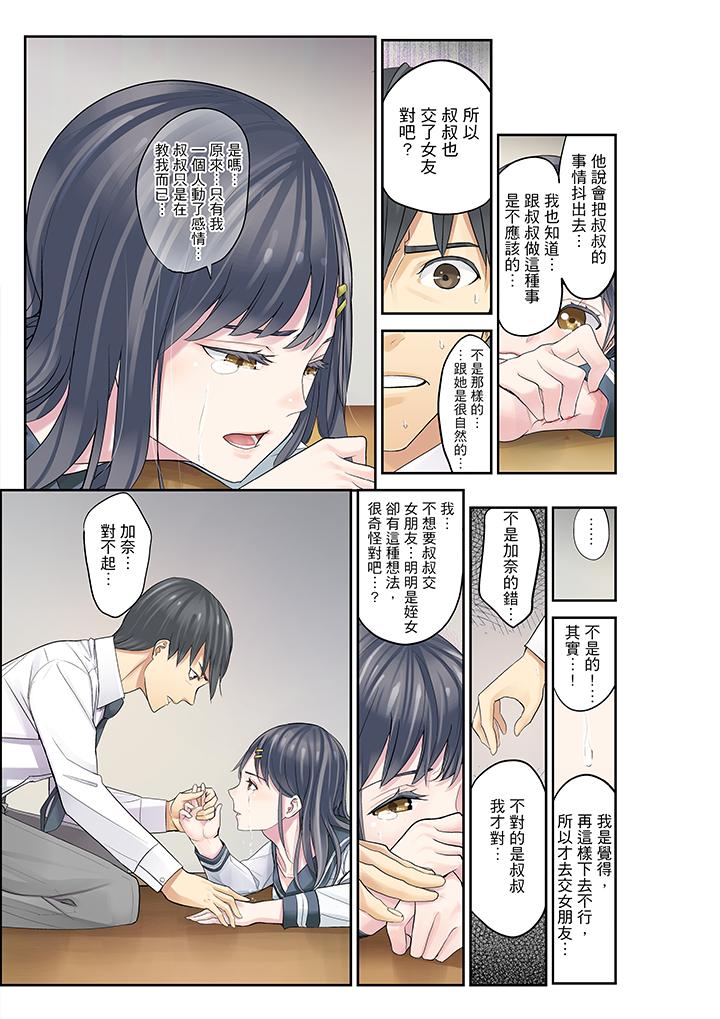 他說會把叔叔的
事情抖出去…
我也知道…
跟叔叔做這種事
是不應該的…
所以
叔叔也
交了女友
對吧？
不是那樣的…
…跟她是很自然的…
是嗎…
原來…只有我
一個人動了感情…
叔叔只是在
教我而已…
……
不是的！…
其實…！
我是覺得，
再這樣下去不行，
所以才去交女朋友…
不是加奈的錯…
不對的是叔叔
我才對…
我…
不想要叔叔交
女朋友…明明是姪女
卻有這種想法，
很奇怪對吧…？
加奈…
對不起…